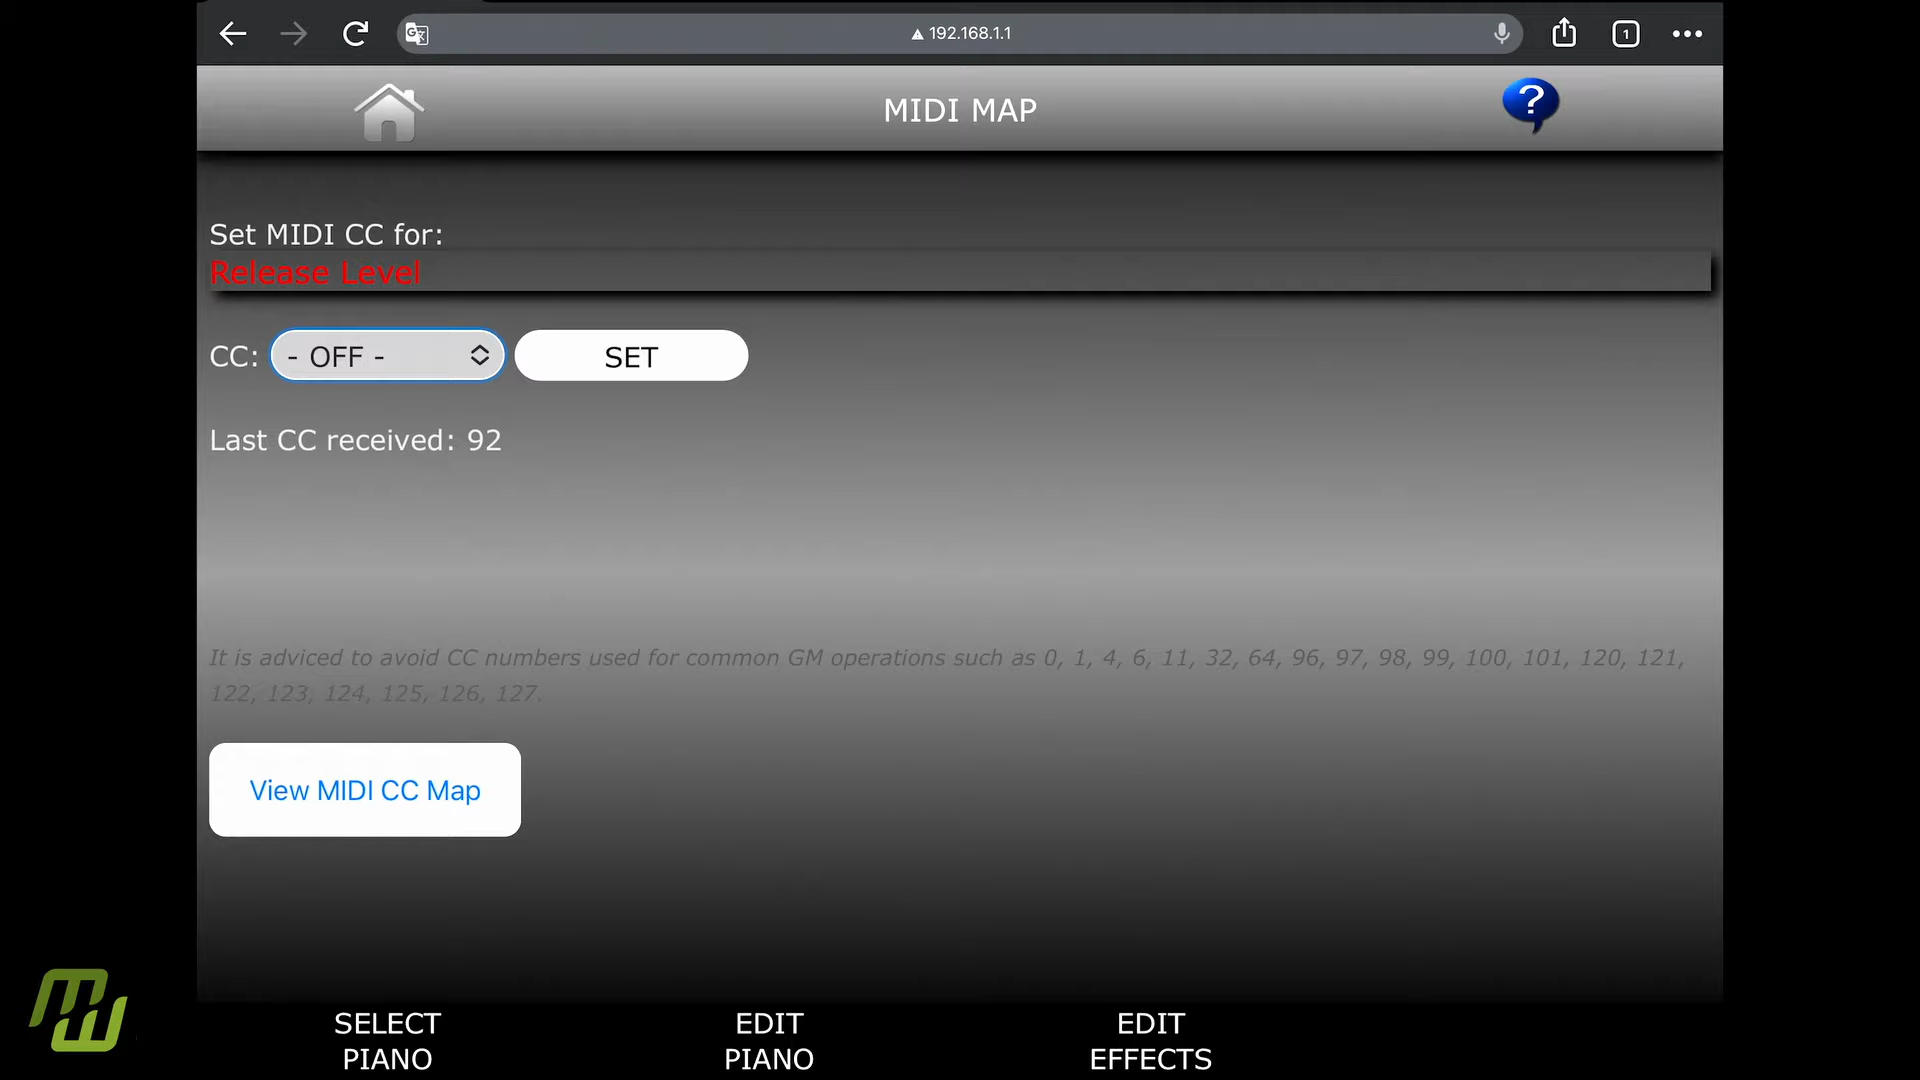 192.168.1.1
1
MIDI MAP
?
Set MIDI CC for:
Release Level
CC: - OFF - SET
Last CC received: 92
It is adviced to avoid CC numbers used for common GM operations such as 0, 1, 4, 6, 11, 32, 64, 96, 97, 98, 99, 100, 101, 120, 121,
122, 123, 124, 125, 126, 127.
View MIDI CC Map
SELECT
PIANO
EDIT
PIANO
EDIT
EFFECTS